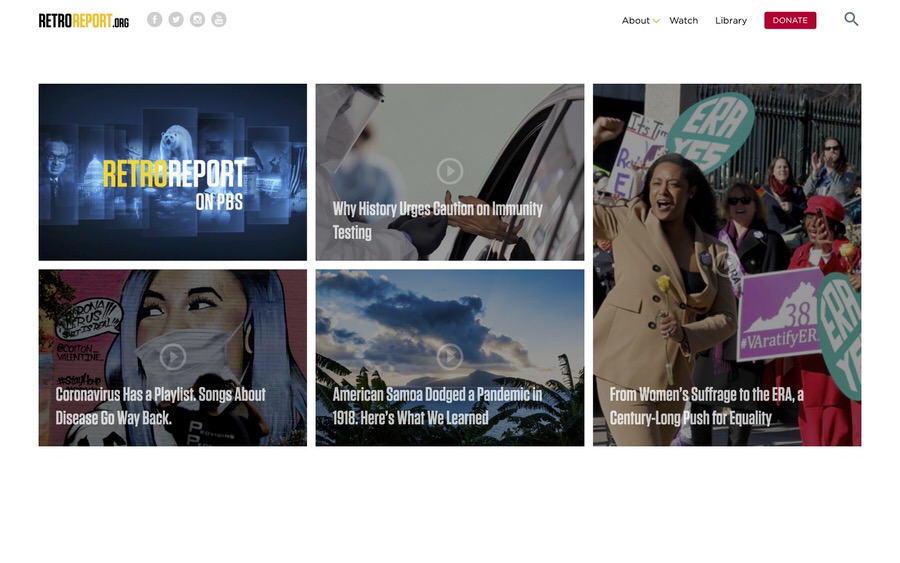 RETROREPORT.ORG
About
Watch
Library
DONATE
RETROREPORT
ON PBS
Why History Urges Caution on Immunity
Testing
It's Tim
ERA
YES
38
#VAratifyERA
ERA
Coronavirus Has a Playlist. Songs About
Disease Go Way Back.
American Samoa Dodged a Pandemic in
1918. Here's What We Learned
From Women's Suffrage to the ERA, a
Century-Long Push for Equality